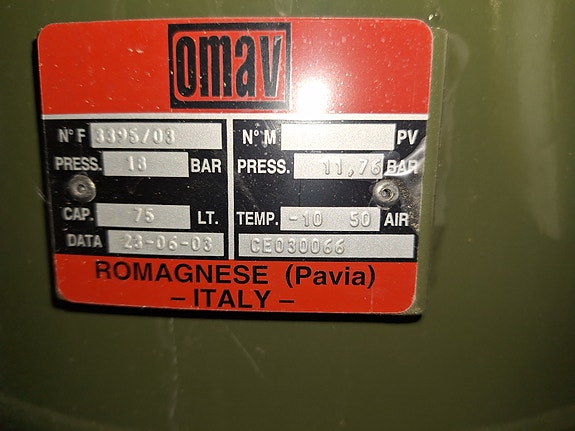 omav
N° F 3395/03
PRESS. 18 BAR
CAP. 75 LT.
DATA 23-06-03
N° M PV
PRESS. 11,76 BAR
TEMP. -10 50 AIR
CE030066
ROMAGNESE (Pavia)
- ITALY -